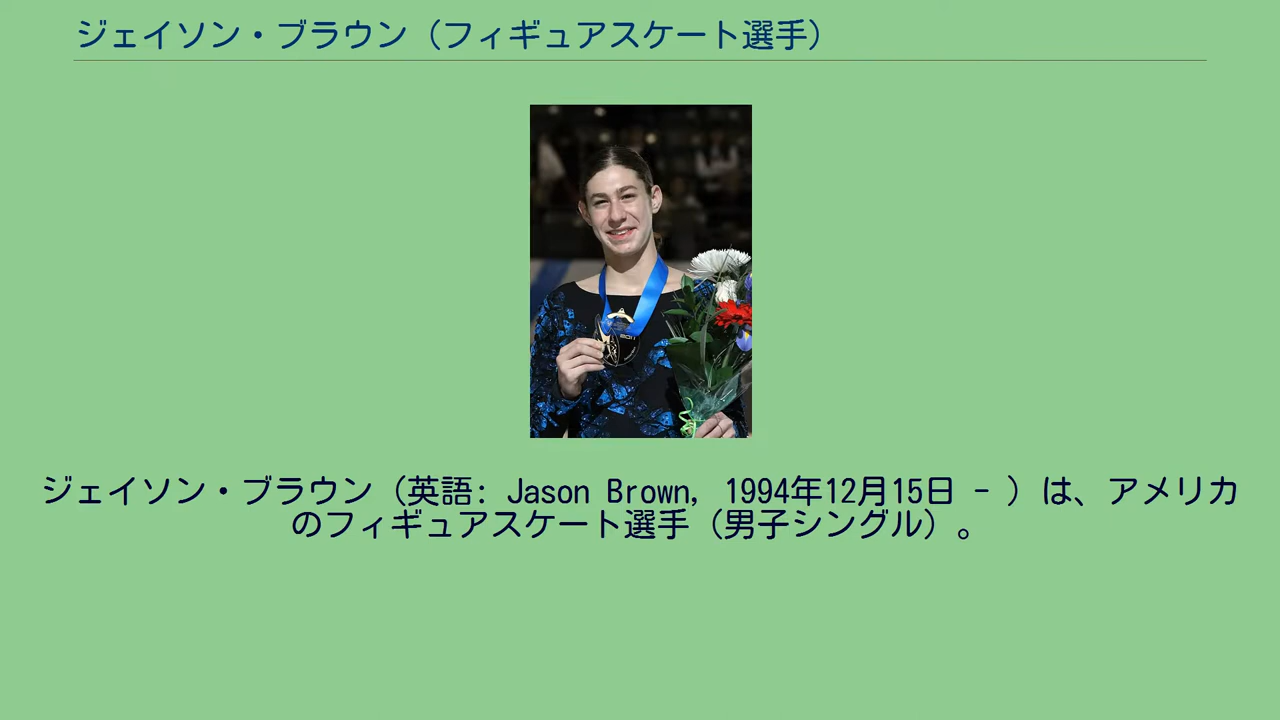 ジェイソン・ブラウン（フィギュアスケート選手）
ジェイソン・ブラウン（英語: Jason Brown, 1994年12月15日 - ）は、アメリカ
のフィギュアスケート選手（男子シングル）。